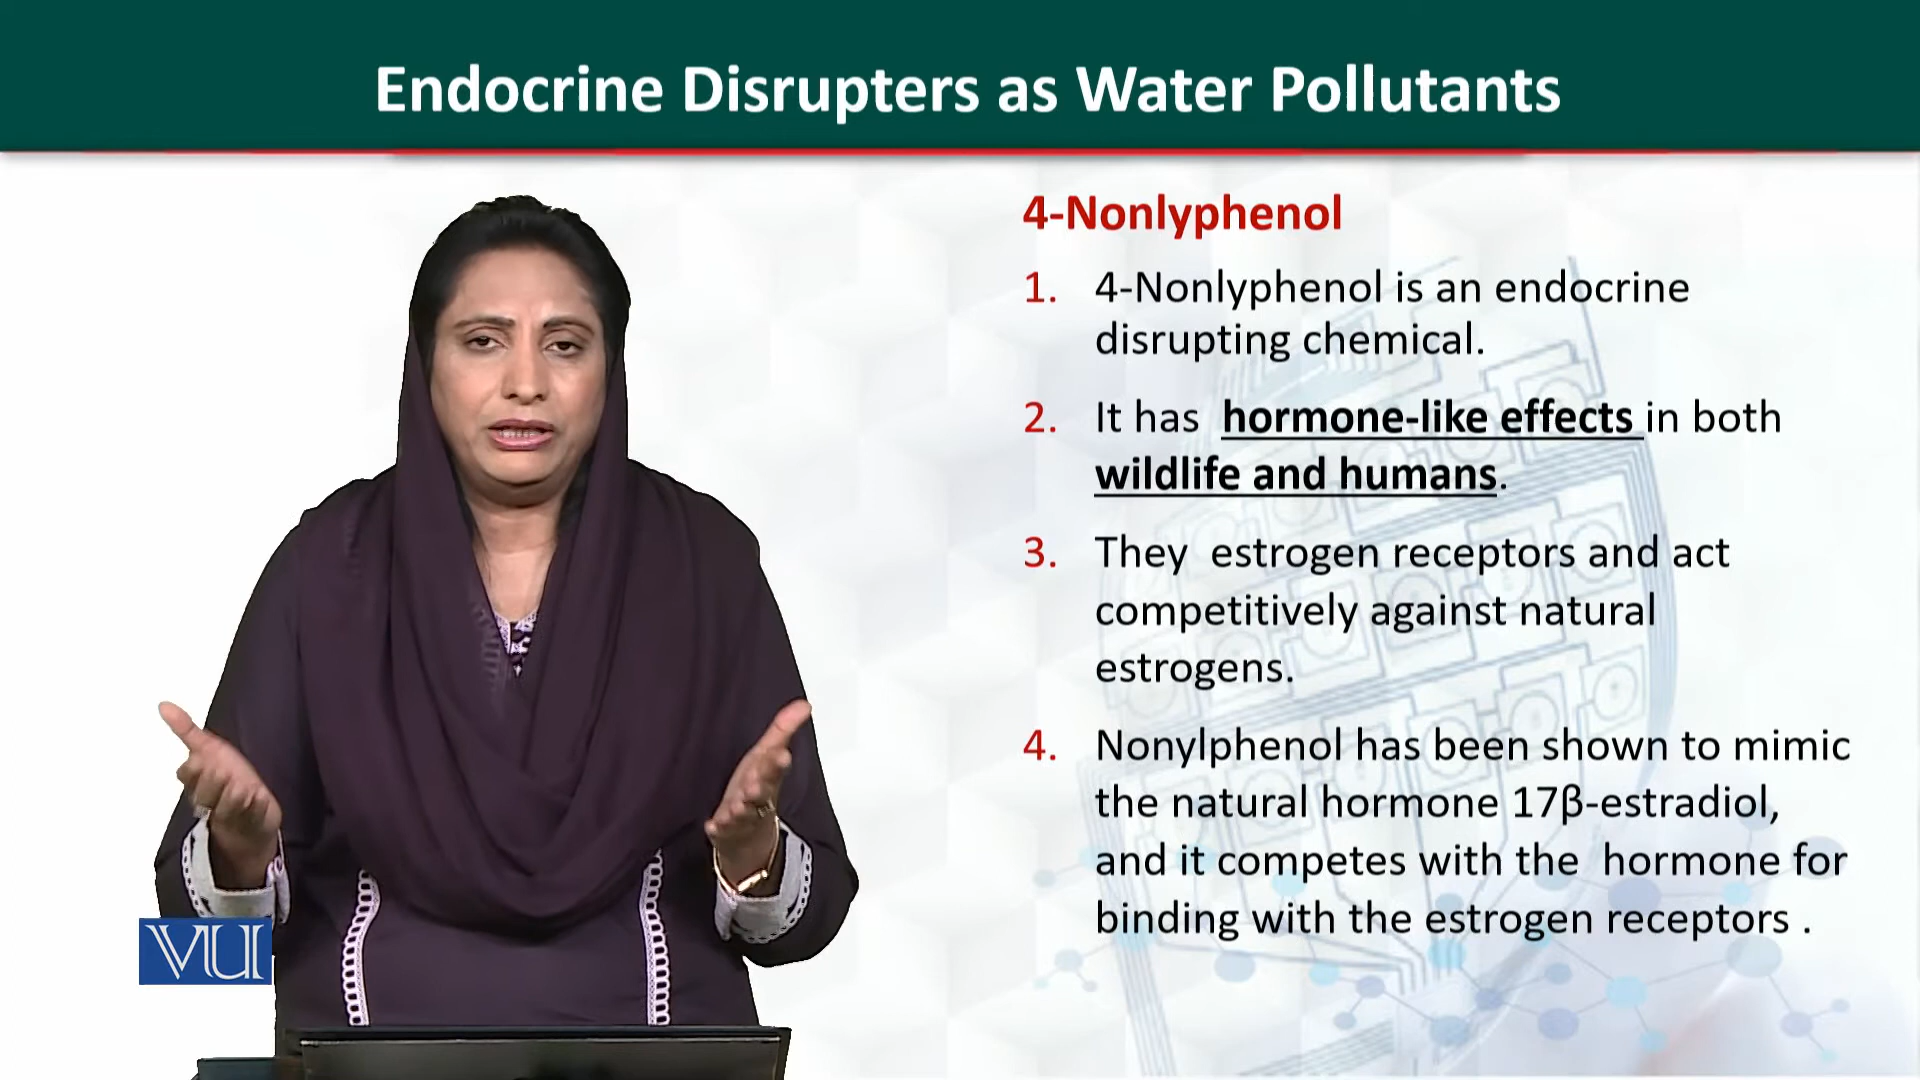 Endocrine Disrupters as Water Pollutants
4-Nonlyphenol
1. 4-Nonlyphenol is an endocrine
disrupting chemical.
2. It has hormone-like effects in both
wildlife and humans.
3. They estrogen receptors and act
competitively against natural
estrogens.
4. Nonylphenol has been shown to mimic
the natural hormone 17β-estradiol,
and it competes with the hormone for
binding with the estrogen receptors .
VU